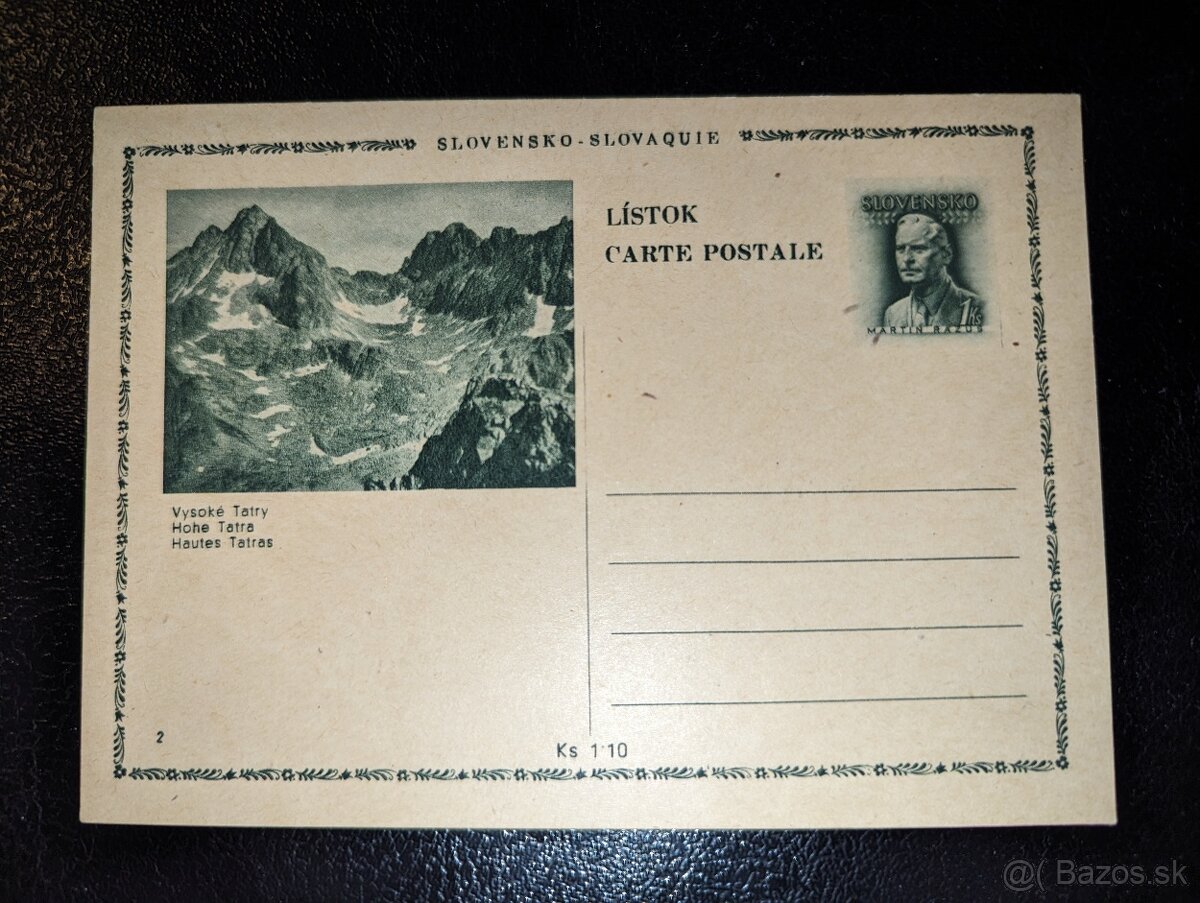 SLOVENSKO - SLOVAQUIE
LÍSTOK
CARTE POSTALE
SLOVENSKO
1 Ks
MARTIN RÁZUS
Vysoké Tatry
Hohe Tatra
Hautes Tatras
2
Ks 1·10
@( Bazos.sk